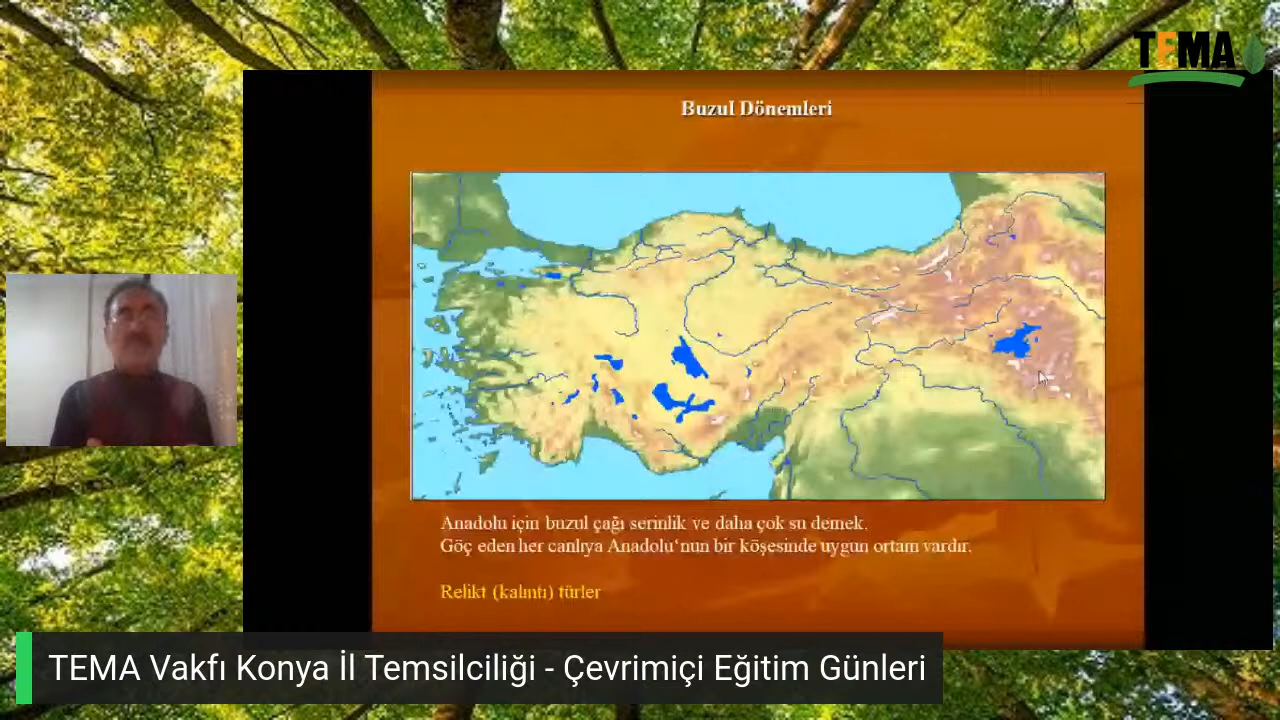 TEMA
Buzul Dönemleri
Anadolu için buzul çağı serinlik ve daha çok su demek.
Göç eden her canlıya Anadolu‘nun bir köşesinde uygun ortam vardır.
Relikt (kalıntı) türler
TEMA Vakfı Konya İl Temsilciliği - Çevrimiçi Eğitim Günleri